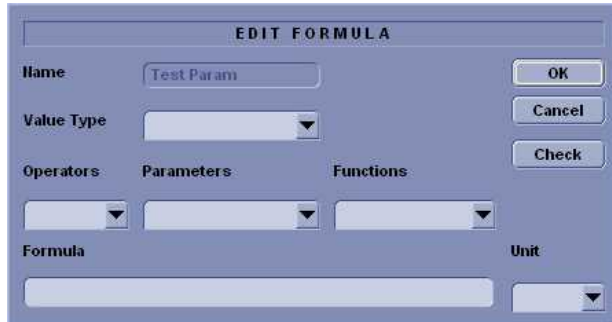 EDIT FORMULA
Name
Test Param
OK
Value Type
Cancel
Check
Operators
Parameters
Functions
Formula
Unit